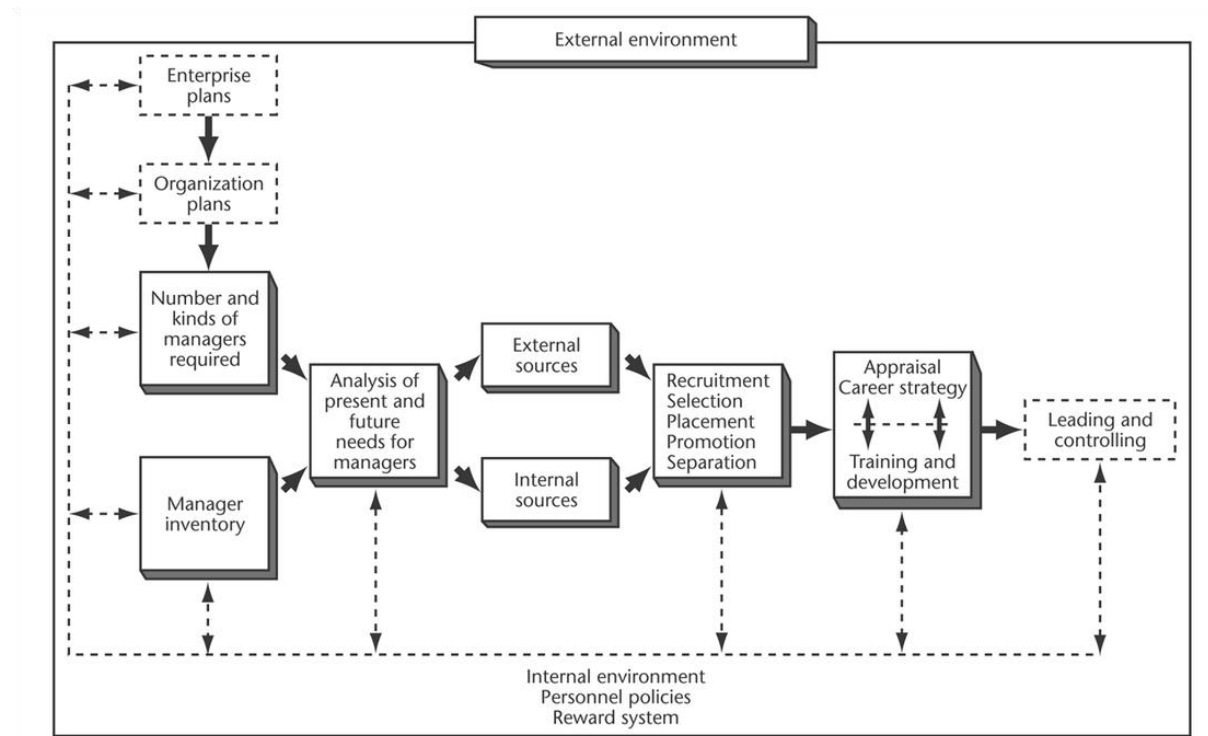 External environment
Enterprise
plans
Organization
plans
Number and
kinds of
managers
required
Manager
inventory
Analysis of
present and
future
needs for
managers
External
sources
Internal
sources
Recruitment
Selection
Placement
Promotion
Separation
Appraisal
Career strategy
Training and
development
Leading and
controlling
Internal environment
Personnel policies
Reward system